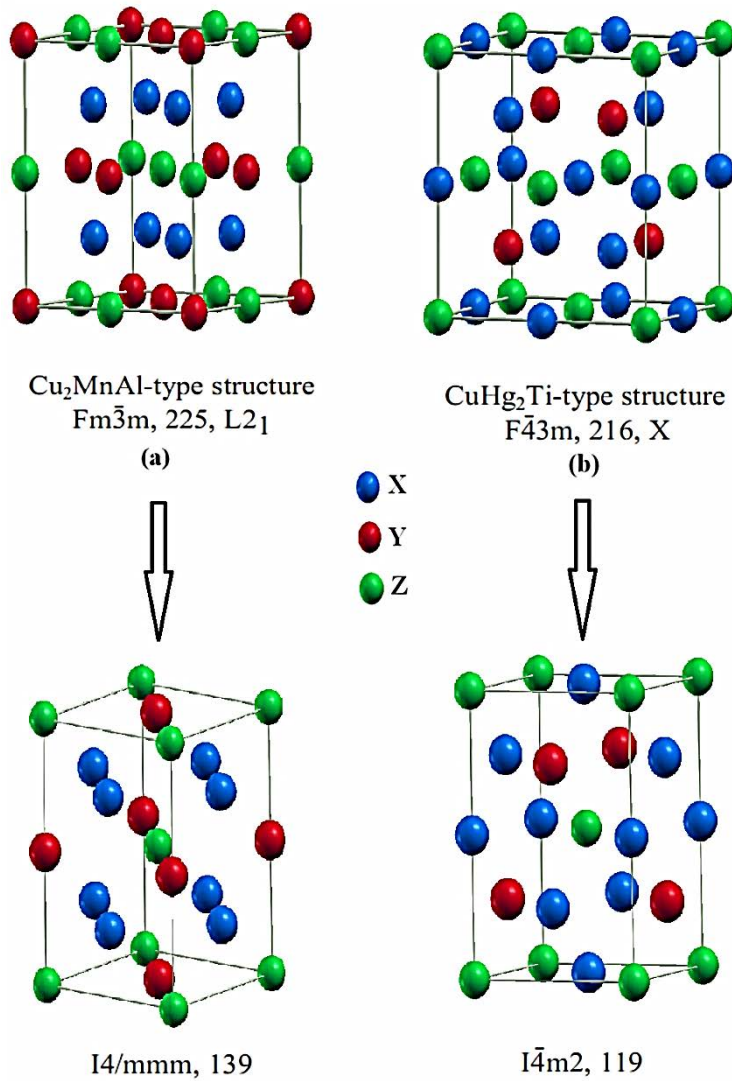 Cu₂MnAl-type structure
Fm3̄m, 225, L2₁
(a)
CuHg₂Ti-type structure
F4̄3m, 216, X
(b)
X
Y
Z
I4/mmm, 139
I4̄m2, 119